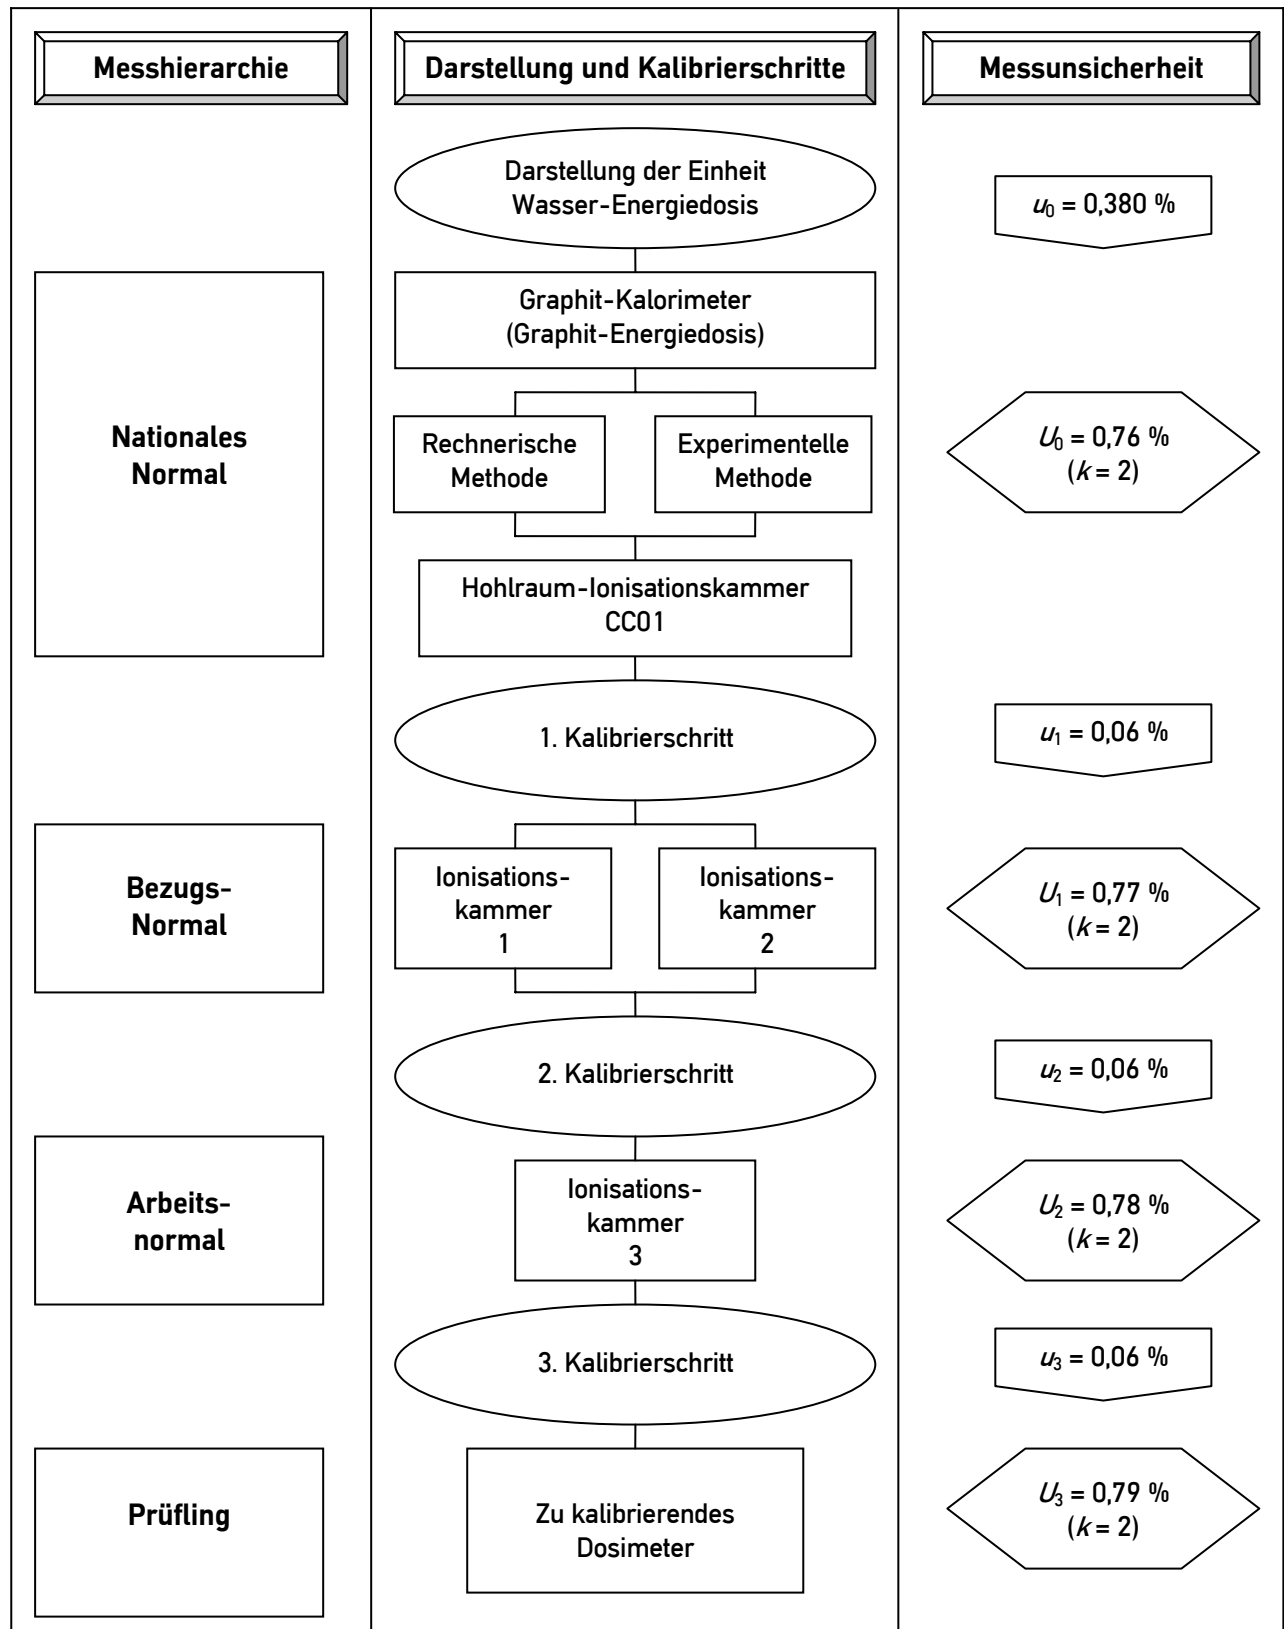 Messhierarchie
Darstellung und Kalibrierschritte
Messunsicherheit
Darstellung der Einheit
Wasser-Energiedosis
u₀ = 0,380 %
Graphit-Kalorimeter
(Graphit-Energiedosis)
Nationales
Normal
Rechnerische
Methode
Experimentelle
Methode
U₀ = 0,76 %
(k = 2)
Hohlraum-Ionisationskammer
CC01
1. Kalibrierschritt
u₁ = 0,06 %
Bezugs-
Normal
Ionisations-
kammer
1
Ionisations-
kammer
2
U₁ = 0,77 %
(k = 2)
2. Kalibrierschritt
u₂ = 0,06 %
Arbeits-
normal
Ionisations-
kammer
3
U₂ = 0,78 %
(k = 2)
3. Kalibrierschritt
u₃ = 0,06 %
Prüfling
Zu kalibrierendes
Dosimeter
U₃ = 0,79 %
(k = 2)